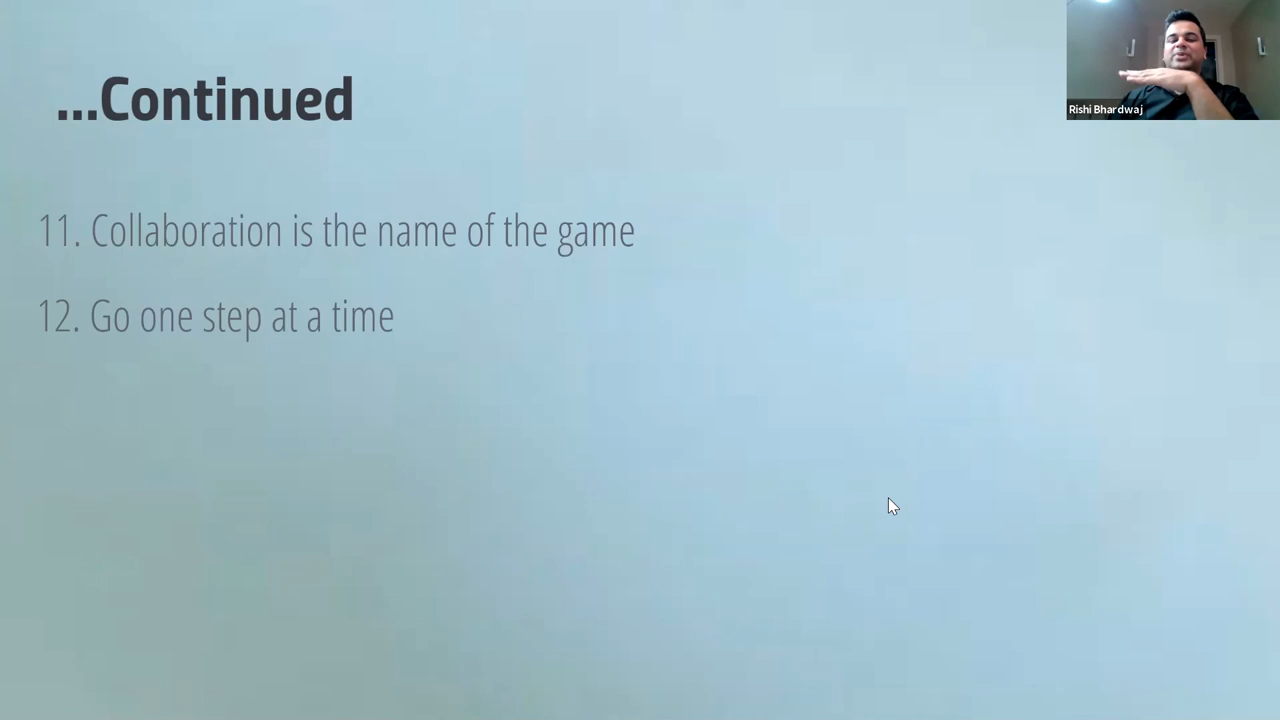 ...Continued
11. Collaboration is the name of the game
12. Go one step at a time
Rishi Bhardwaj